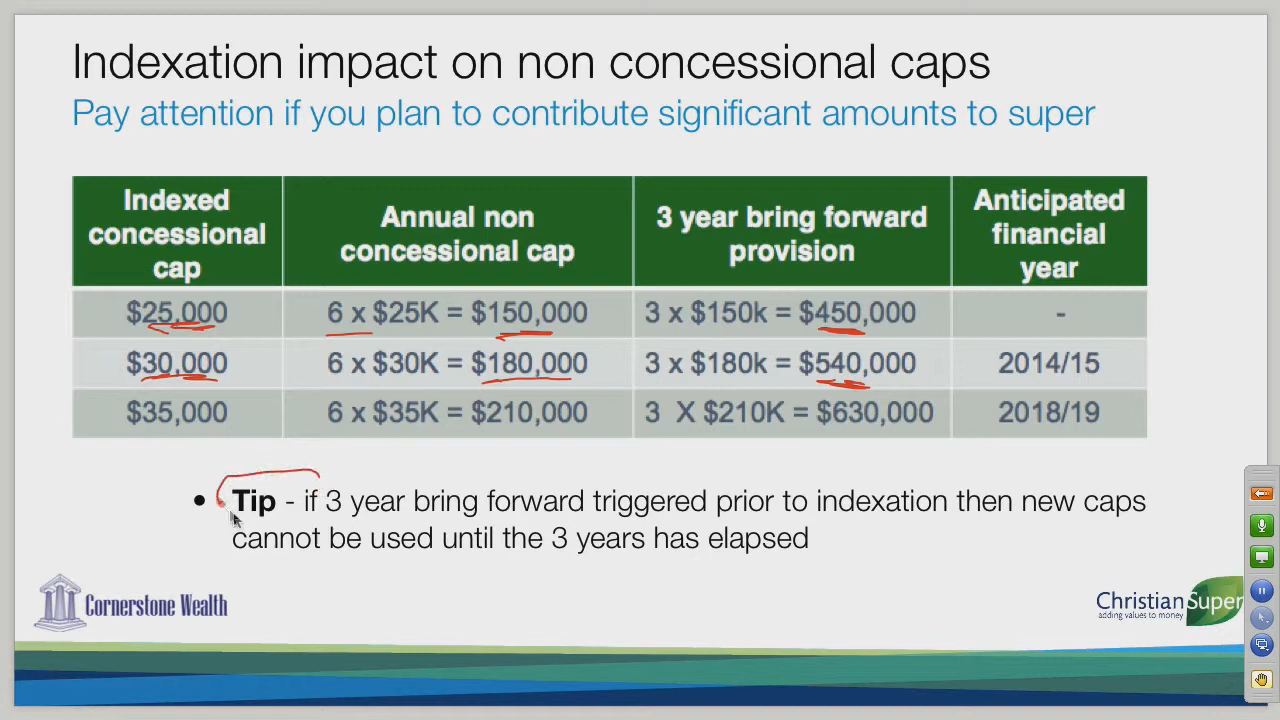 Indexation impact on non concessional caps
Pay attention if you plan to contribute significant amounts to super
Indexed
concessional
cap
Annual non
concessional cap
3 year bring forward
provision
Anticipated
financial
year
$25,000
6 x $25K = $150,000
3 x $150k = $450,000
-
$30,000
6 x $30K = $180,000
3 x $180k = $540,000
2014/15
$35,000
6 x $35K = $210,000
3 X $210K = $630,000
2018/19
• Tip - if 3 year bring forward triggered prior to indexation then new caps
cannot be used until the 3 years has elapsed
Cornerstone Wealth
ChristianSuper
adding values to money